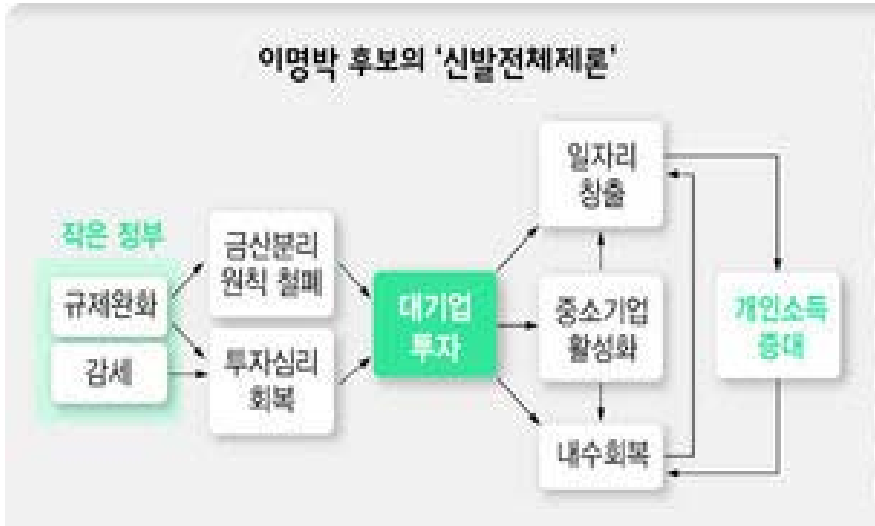 이명박 후보의 '신발전체제론'
작은 정부
규제완화
감세
금산분리
원칙 철폐
투자심리
회복
대기업
투자
일자리
창출
중소기업
활성화
내수회복
개인소득
증대